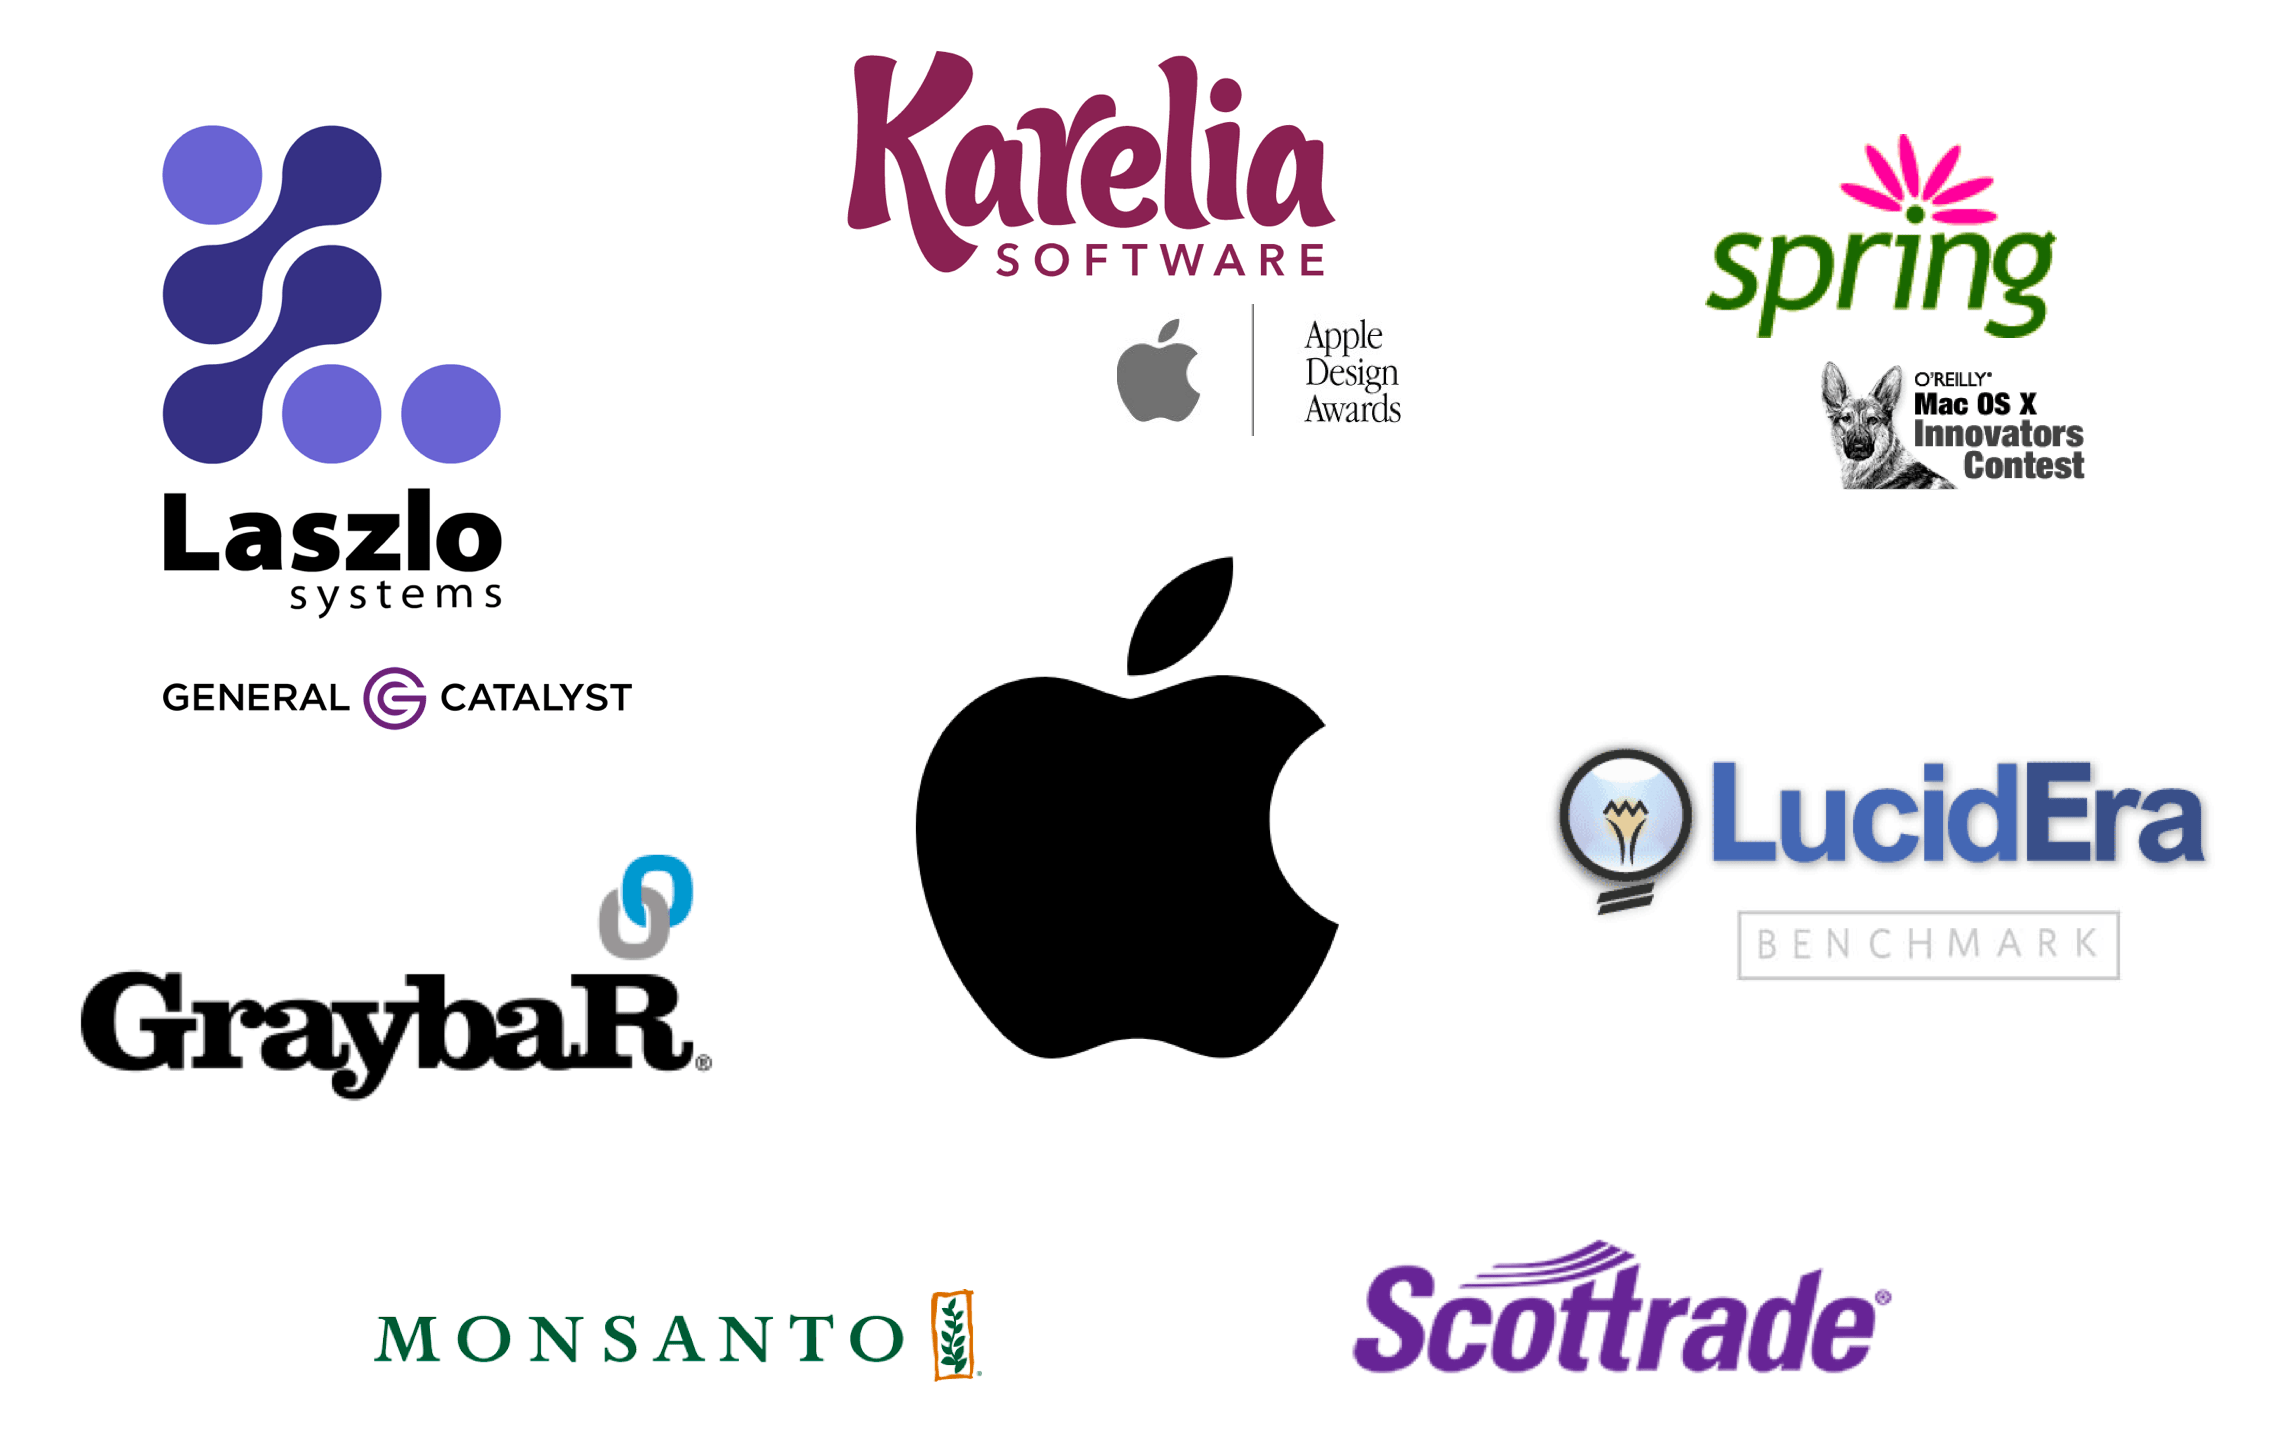 Karelia
SOFTWARE
Apple
Design
Awards
spring
O'REILLY®
Mac OS X
Innovators
Contest
Laszlo
systems
GENERAL CATALYST
LucidEra
BENCHMARK
GraybaR®
MONSANTO
Scottrade®